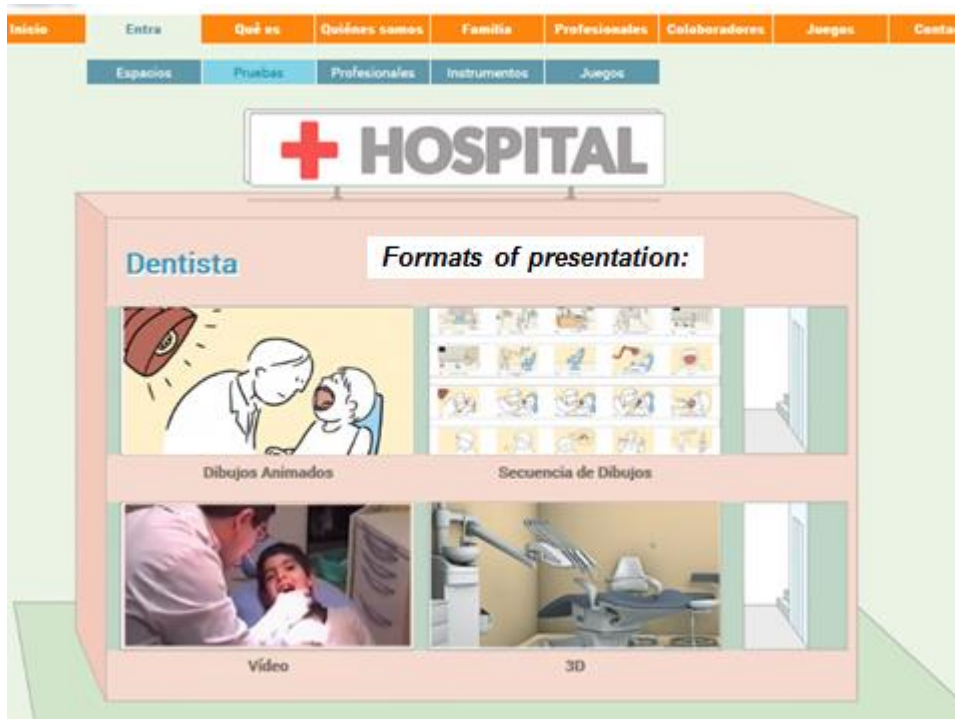 Inicio Entra Qué es Quiénes somos Familia Profesionales Colaboradores Juegos Conta
Espacios Pruebas Profesionales Instrumentos Juegos
HOSPITAL
Dentista Formats of presentation:
Dibujos Animados Secuencia de Dibujos
Vídeo 3D